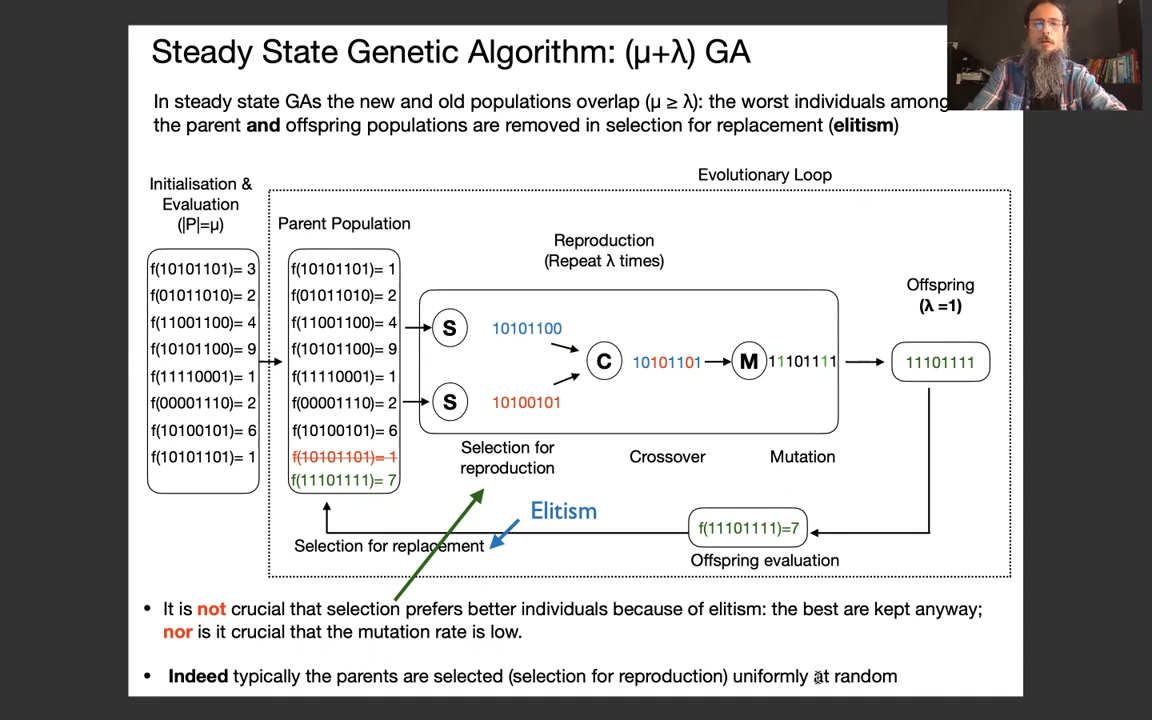 Steady State Genetic Algorithm: (μ+λ) GA
In steady state GAs the new and old populations overlap (μ ≥ λ): the worst individuals among
the parent and offspring populations are removed in selection for replacement (elitism)
Evolutionary Loop
Initialisation &
Evaluation
(|P|=μ)
f(10101101)= 3
f(01011010)= 2
f(11001100)= 4
f(10101100)= 9
f(11110001)= 1
f(00001110)= 2
f(10100101)= 6
f(10101101)= 1
Parent Population
f(10101101)= 1
f(01011010)= 2
f(11001100)= 4
f(10101100)= 9
f(11110001)= 1
f(00001110)= 2
f(10100101)= 6
f(10101101)= 1
f(11101111)= 7
Reproduction
(Repeat λ times)
S
10101100
S
10100101
C
10101101
M
11101111
Selection for
reproduction
Crossover
Mutation
Offspring
(λ =1)
11101111
Elitism
f(11101111)=7
Selection for replacement
Offspring evaluation
• It is not crucial that selection prefers better individuals because of elitism: the best are kept anyway;
nor is it crucial that the mutation rate is low.
• Indeed typically the parents are selected (selection for reproduction) uniformly at random